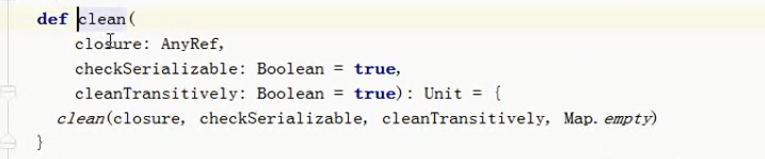 def clean(
closure: AnyRef,
checkSerializable: Boolean = true,
cleanTransitively: Boolean = true): Unit = {
clean(closure, checkSerializable, cleanTransitively, Map.empty)
}